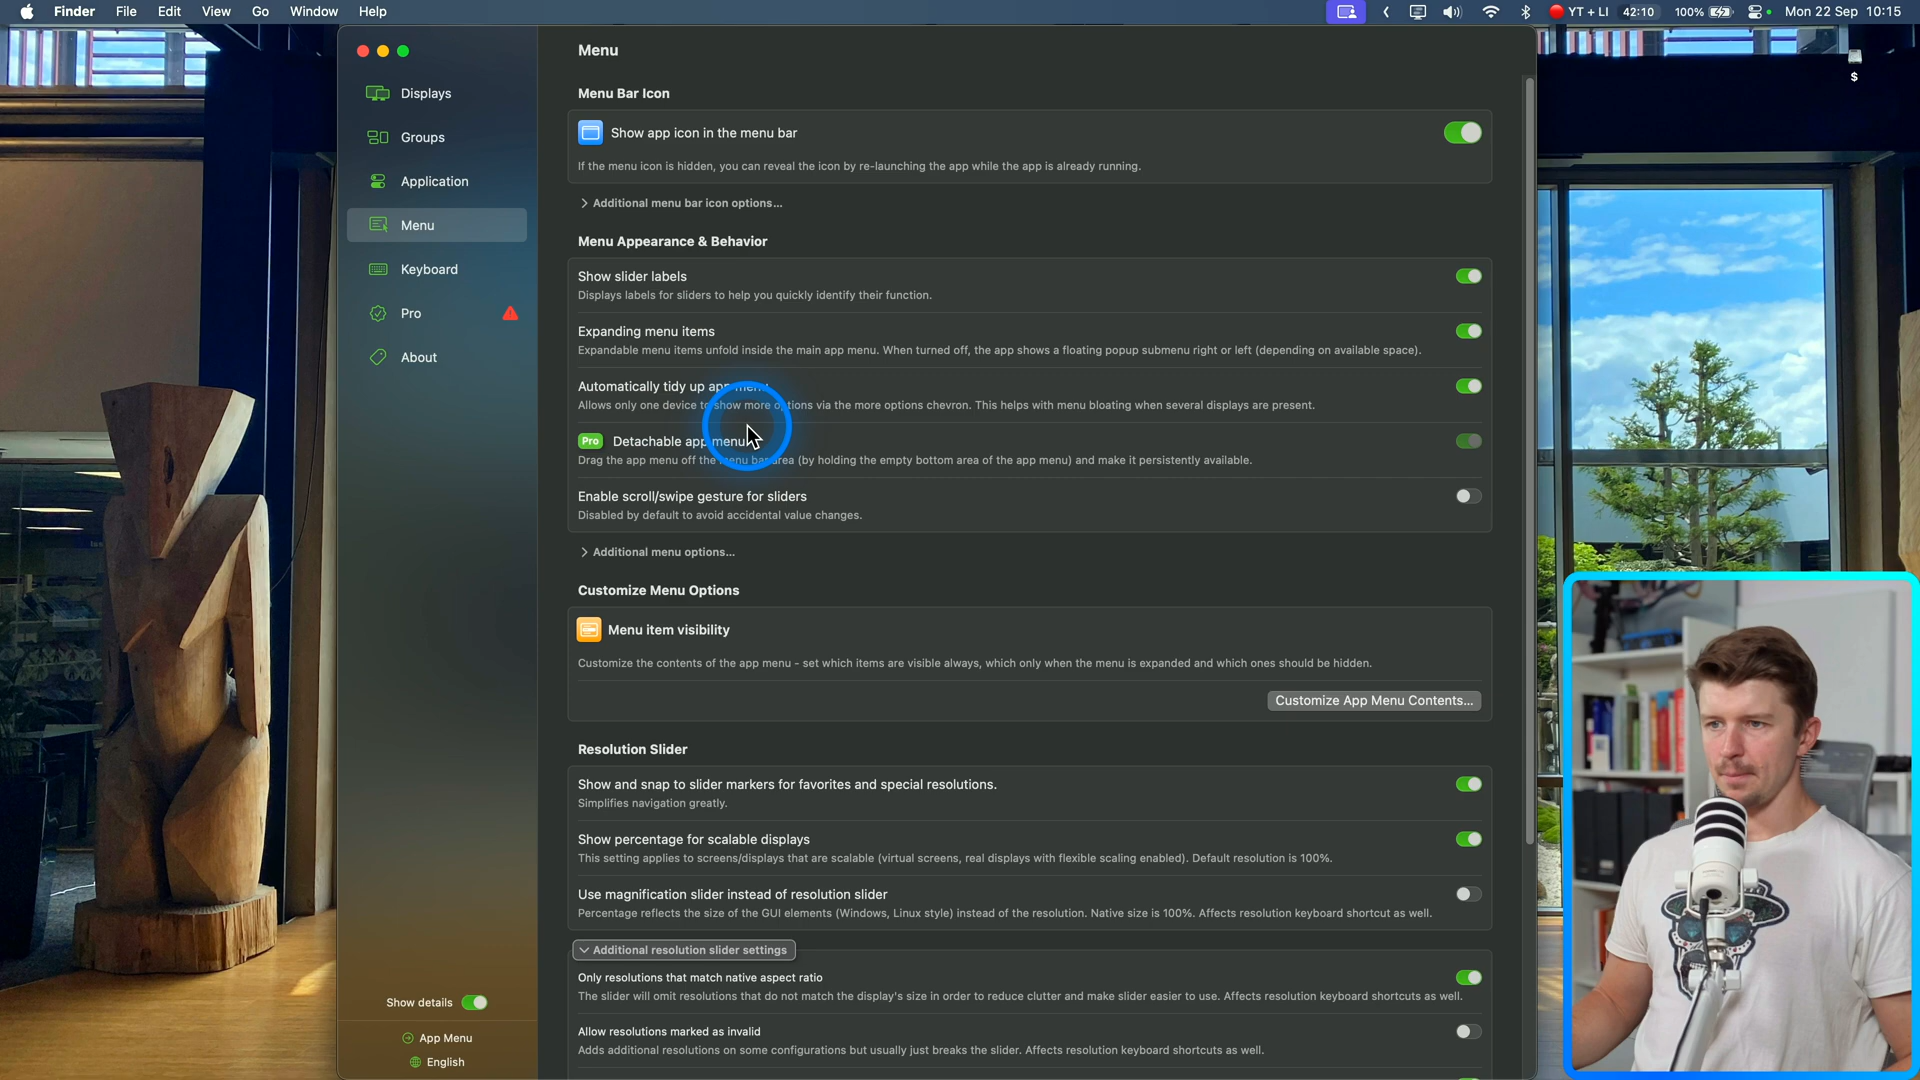 Finder File Edit View Go Window Help
YT + LI 42:10 100% Mon 22 Sep 10:15
$
Menu
Displays
Groups
Application
Menu
Keyboard
Pro
About
Show details
App Menu
English
Menu Bar Icon
Show app icon in the menu bar
If the menu icon is hidden, you can reveal the icon by re-launching the app while the app is already running.
Additional menu bar icon options...
Menu Appearance & Behavior
Show slider labels
Displays labels for sliders to help you quickly identify their function.
Expanding menu items
Expandable menu items unfold inside the main app menu. When turned off, the app shows a floating popup submenu right or left (depending on available space).
Automatically tidy up app menu
Allows only one device to show more options via the more options chevron. This helps with menu bloating when several displays are present.
Pro Detachable app menu
Drag the app menu off the menu bar area (by holding the empty bottom area of the app menu) and make it persistently available.
Enable scroll/swipe gesture for sliders
Disabled by default to avoid accidental value changes.
Additional menu options...
Customize Menu Options
Menu item visibility
Customize the contents of the app menu - set which items are visible always, which only when the menu is expanded and which ones should be hidden.
Customize App Menu Contents...
Resolution Slider
Show and snap to slider markers for favorites and special resolutions.
Simplifies navigation greatly.
Show percentage for scalable displays
This setting applies to screens/displays that are scalable (virtual screens, real displays with flexible scaling enabled). Default resolution is 100%.
Use magnification slider instead of resolution slider
Percentage reflects the size of the GUI elements (Windows, Linux style) instead of the resolution. Native size is 100%. Affects resolution keyboard shortcut as well.
Additional resolution slider settings
Only resolutions that match native aspect ratio
The slider will omit resolutions that do not match the display's size in order to reduce clutter and make slider easier to use. Affects resolution keyboard shortcuts as well.
Allow resolutions marked as invalid
Adds additional resolutions on some configurations but usually just breaks the slider. Affects resolution keyboard shortcuts as well.